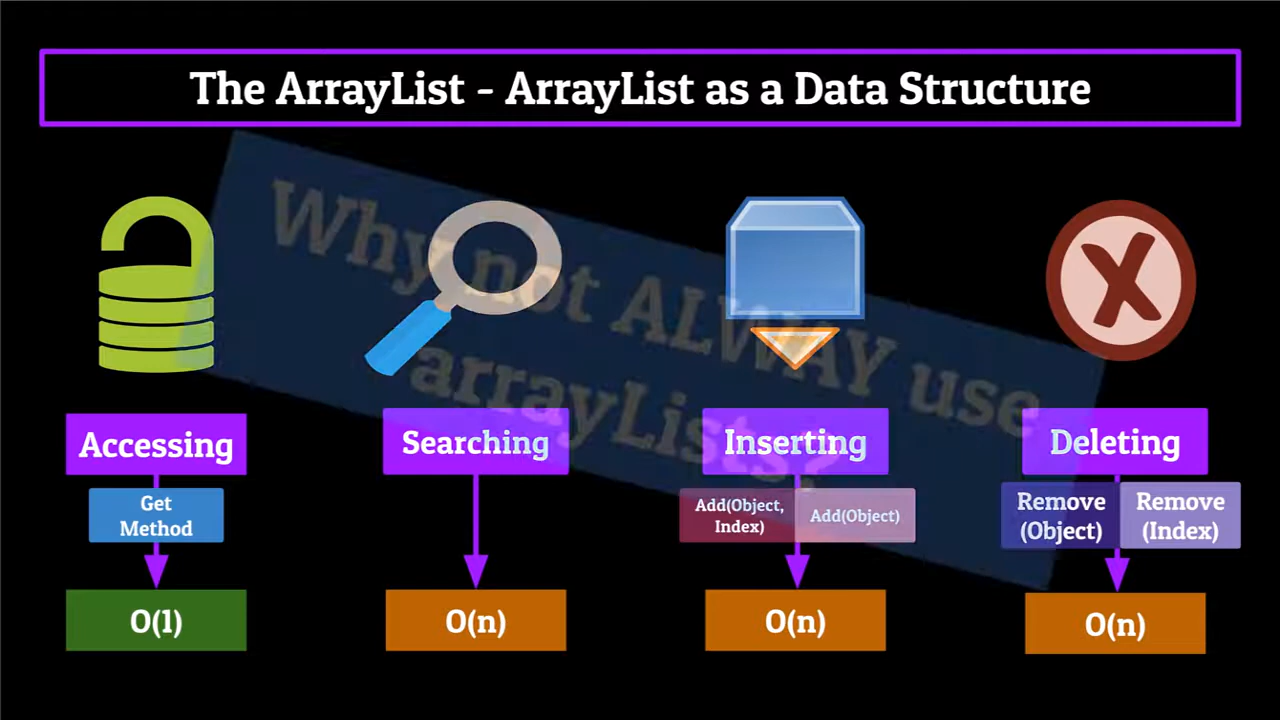 The ArrayList - ArrayList as a Data Structure
Why not ALWAY use
arrayLists?
Accessing
Searching
Inserting
Deleting
Get
Method
Add(Object,
Index)
Add(Object)
Remove
(Object)
Remove
(Index)
O(1)
O(n)
O(n)
O(n)